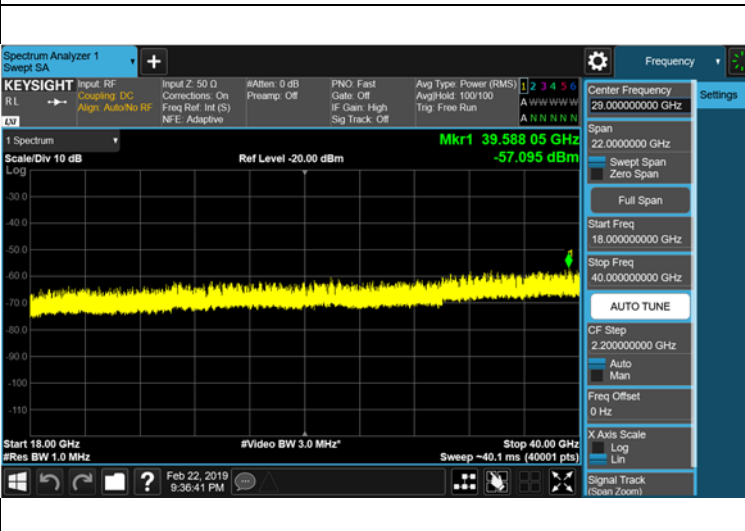 Spectrum Analyzer 1
Swept SA
Frequency
KEYSIGHT
RL
LXI
Input: RF
Coupling: DC
Align: Auto/No RF
Input Z: 50 Ω
Corrections: On
Freq Ref: Int (S)
NFE: Adaptive
#Atten: 0 dB
Preamp: Off
PNO: Fast
Gate: Off
IF Gain: High
Sig Track: Off
Avg Type: Power (RMS)
Avg|Hold: 100/100
Trig: Free Run
1 2 3 4 5 6
A W W W W W
A N N N N N
1 Spectrum
Scale/Div 10 dB
Ref Level -20.00 dBm
Mkr1 39.588 05 GHz
-57.095 dBm
Log
-30.0
-40.0
-50.0
-60.0
-70.0
-80.0
-90.0
-100
-110
Start 18.00 GHz
#Res BW 1.0 MHz
#Video BW 3.0 MHz*
Stop 40.00 GHz
Sweep ~40.1 ms (40001 pts)
Feb 22, 2019
9:36:41 PM
Center Frequency
29.000000000 GHz
Settings
Span
22.0000000 GHz
Swept Span
Zero Span
Full Span
Start Freq
18.000000000 GHz
Stop Freq
40.000000000 GHz
AUTO TUNE
CF Step
2.200000000 GHz
Auto
Man
Freq Offset
0 Hz
X Axis Scale
Log
Lin
Signal Track
(Span Zoom)